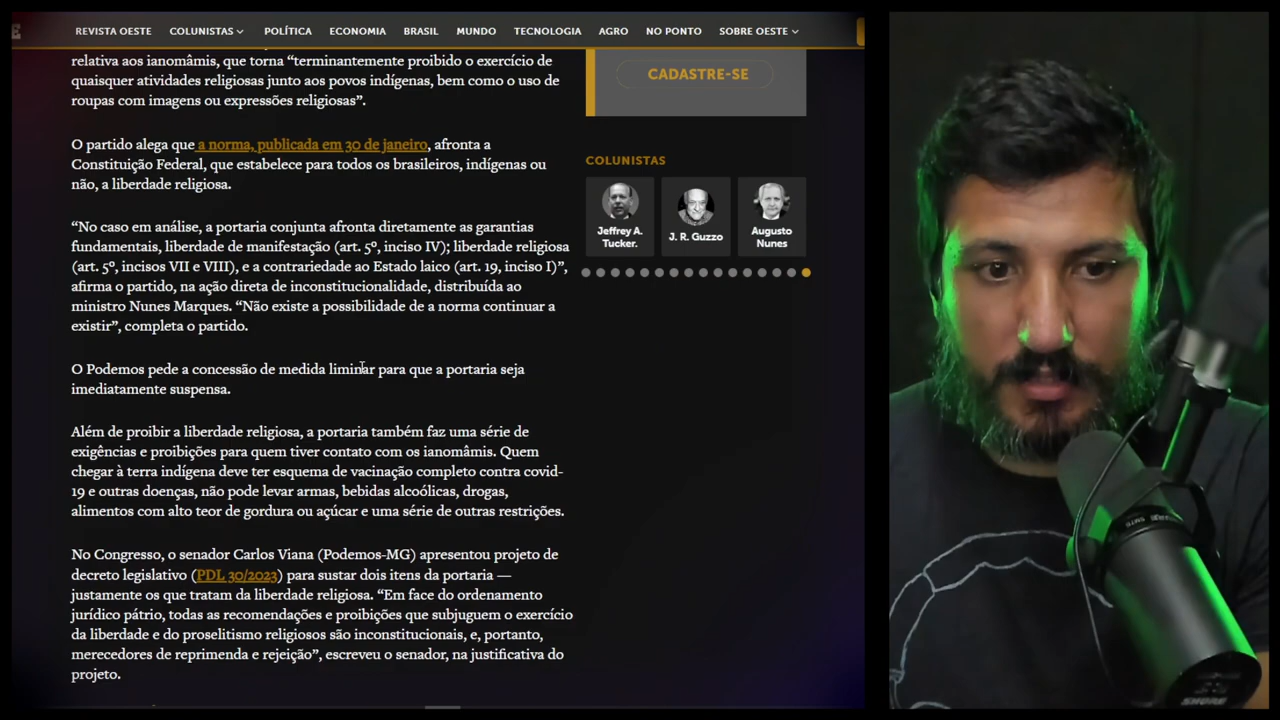 REVISTA OESTE COLUNISTAS POLÍTICA ECONOMIA BRASIL MUNDO TECNOLOGIA AGRO NO PONTO SOBRE OESTE
relativa aos ianomâmis, que torna “terminantemente proibido o exercício de
quaisquer atividades religiosas junto aos povos indígenas, bem como o uso de
roupas com imagens ou expressões religiosas”.
O partido alega que a norma, publicada em 30 de janeiro, afronta a
Constituição Federal, que estabelece para todos os brasileiros, indígenas ou
não, a liberdade religiosa.
“No caso em análise, a portaria conjunta afronta diretamente as garantias
fundamentais, liberdade de manifestação (art. 5º, inciso IV); liberdade religiosa
(art. 5º, incisos VII e VIII), e a contrariedade ao Estado laico (art. 19, inciso I)”,
afirma o partido, na ação direta de inconstitucionalidade, distribuída ao
ministro Nunes Marques. “Não existe a possibilidade de a norma continuar a
existir”, completa o partido.
O Podemos pede a concessão de medida liminar para que a portaria seja
imediatamente suspensa.
Além de proibir a liberdade religiosa, a portaria também faz uma série de
exigências e proibições para quem tiver contato com os ianomâmis. Quem
chegar à terra indígena deve ter esquema de vacinação completo contra covid-
19 e outras doenças, não pode levar armas, bebidas alcoólicas, drogas,
alimentos com alto teor de gordura ou açúcar e uma série de outras restrições.
No Congresso, o senador Carlos Viana (Podemos-MG) apresentou projeto de
decreto legislativo (PDL 30/2023) para sustar dois itens da portaria —
justamente os que tratam da liberdade religiosa. “Em face do ordenamento
jurídico pátrio, todas as recomendações e proibições que subjuguem o exercício
da liberdade e do proselitismo religiosos são inconstitucionais, e, portanto,
merecedores de reprimenda e rejeição”, escreveu o senador, na justificativa do
projeto.
CADASTRE-SE
COLUNISTAS
Jeffrey A.
Tucker.
J. R. Guzzo
Augusto
Nunes
SHURE